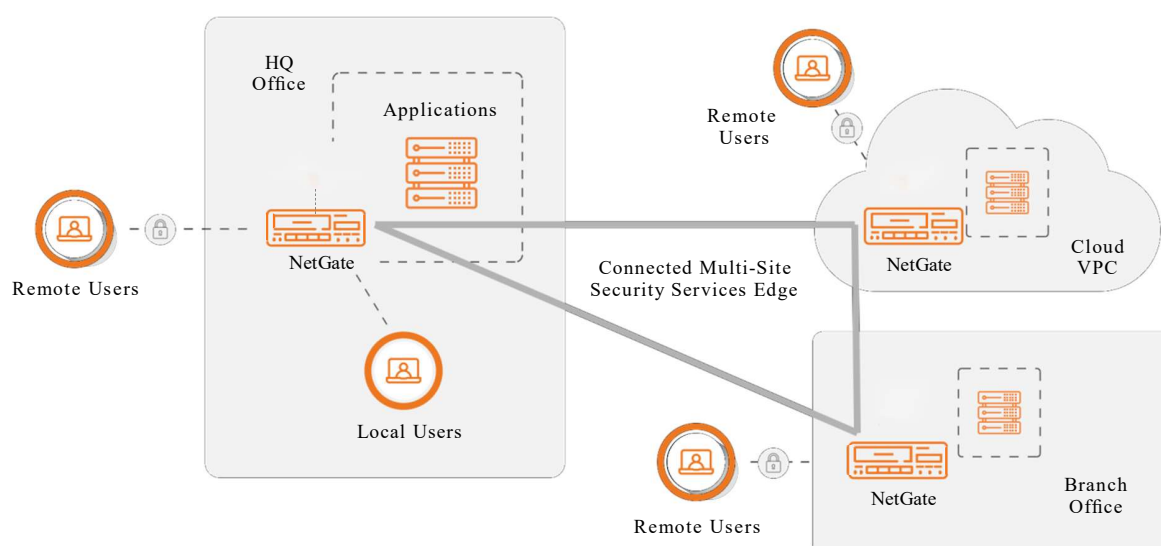 HQ
Office
Applications
NetGate
Remote Users
Local Users
Connected Multi-Site
Security Services Edge
Remote
Users
NetGate
Cloud
VPC
Remote Users
NetGate
Branch
Office